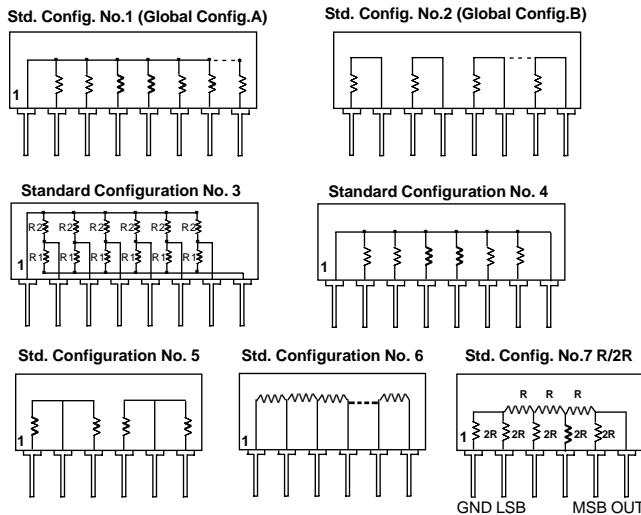 Std. Config. No.1 (Global Config.A)
Std. Config. No.2 (Global Config.B)
1
1
Standard Configuration No. 3
Standard Configuration No. 4
R2 R2 R2 R2 R2 R2
R1 R1 R1 R1 R1 R1
1
1
Std. Configuration No. 5
Std. Configuration No. 6
Std. Config. No.7 R/2R
R R R
1
1
1 2R 2R 2R 2R 2R
GND LSB MSB OUT